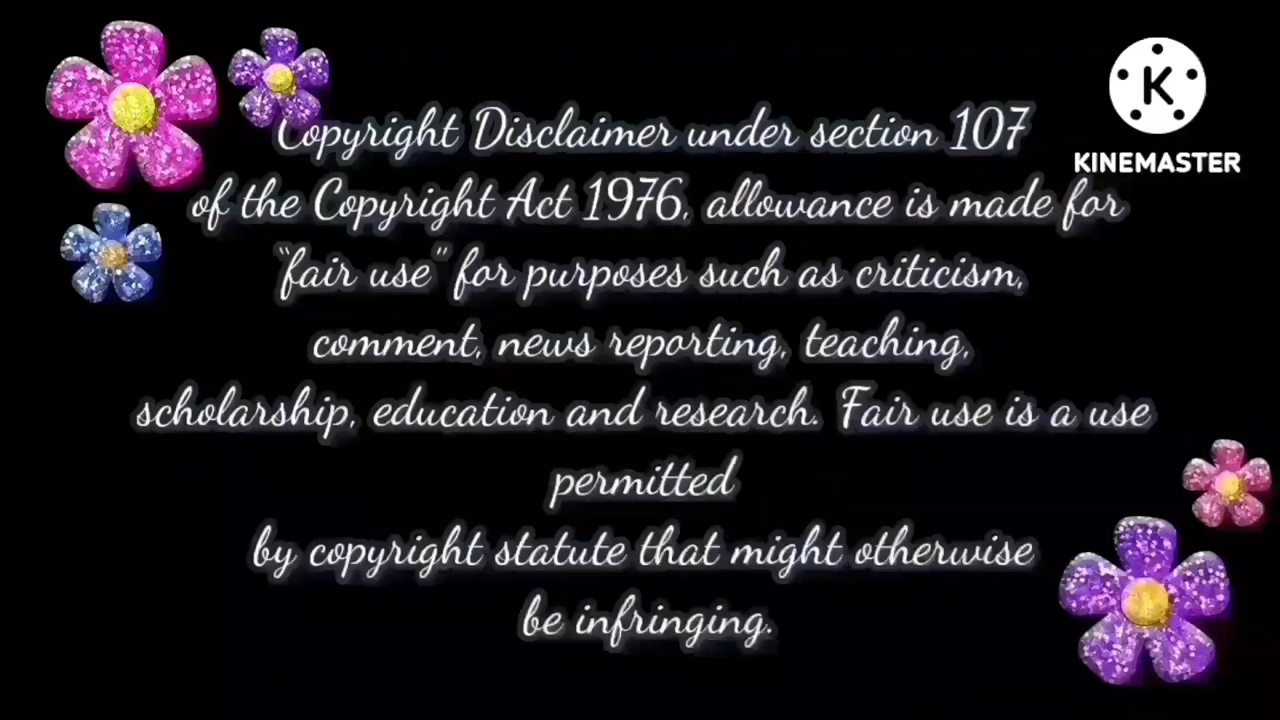 Copyright Disclaimer under section 107
of the Copyright Act 1976, allowance is made for
“fair use” for purposes such as criticism,
comment, news reporting, teaching,
scholarship, education and research. Fair use is a use
permitted
by copyright statute that might otherwise
be infringing.
K
KINEMASTER